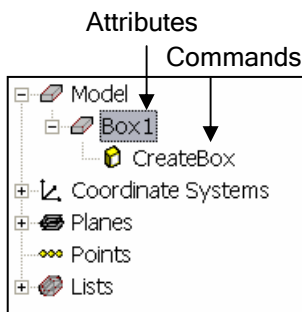 Attributes
Commands
Model
Box1
CreateBox
Coordinate Systems
Planes
Points
Lists